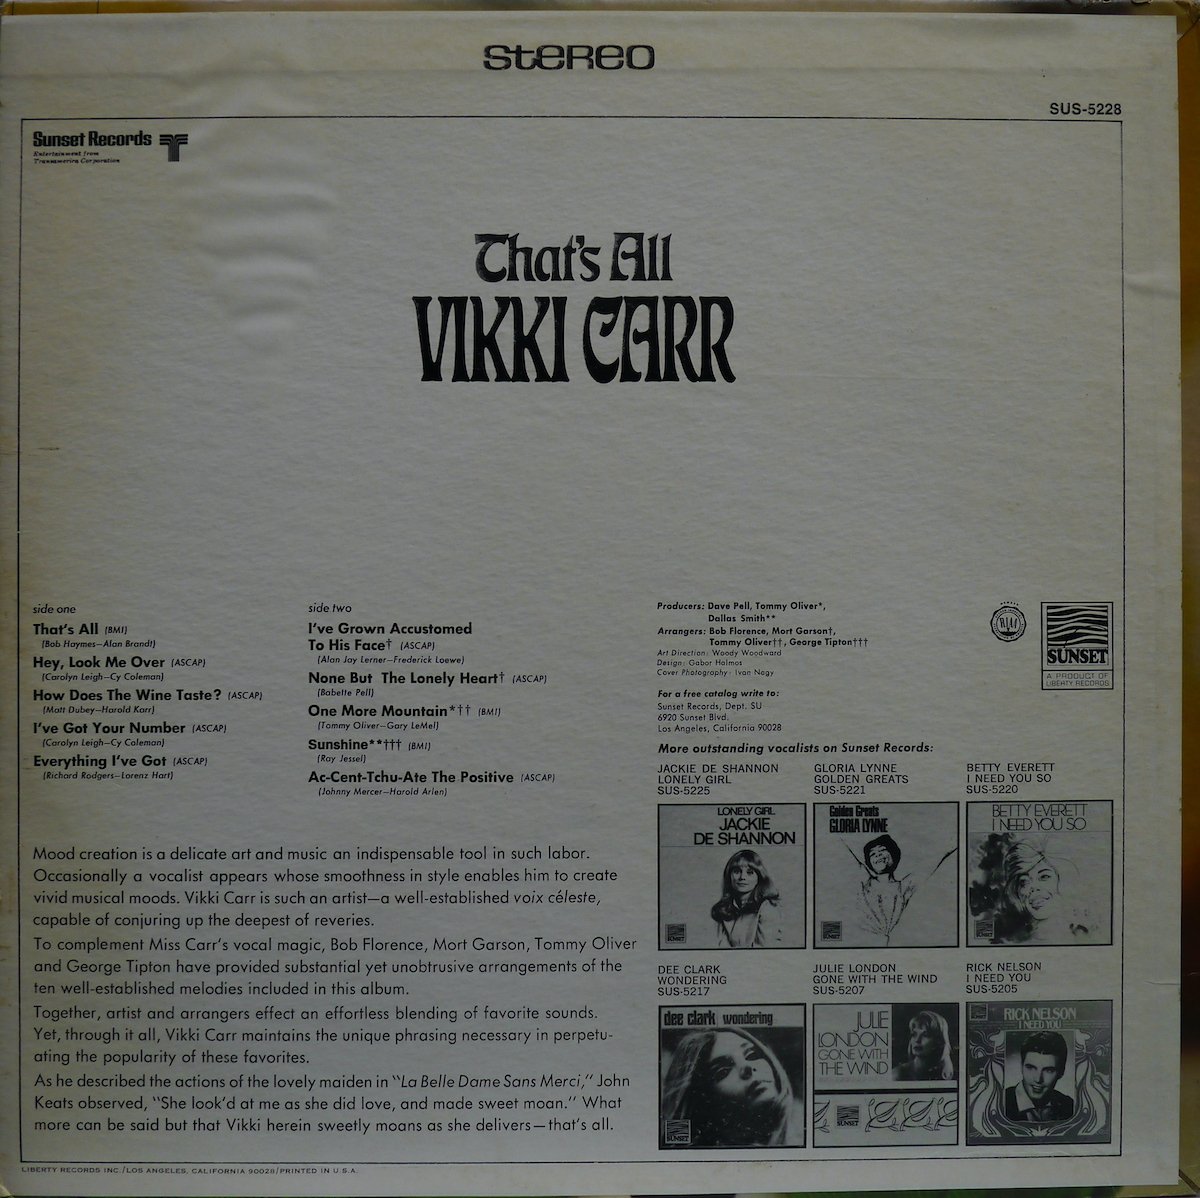 STEREO
SUS-5228
Sunset Records
Entertainment from
Transamerica Corporation
That's All
VIKKI CARR
side one
That's All (BMI)
(Bob Haymes—Alan Brandt)
Hey, Look Me Over (ASCAP)
(Carolyn Leigh—Cy Coleman)
How Does The Wine Taste? (ASCAP)
(Matt Dubey—Harold Karr)
I've Got Your Number (ASCAP)
(Carolyn Leigh—Cy Coleman)
Everything I've Got (ASCAP)
(Richard Rodgers—Lorenz Hart)
side two
I've Grown Accustomed
To His Face† (ASCAP)
(Alan Jay Lerner—Frederick Loewe)
None But The Lonely Heart† (ASCAP)
(Babette Pell)
One More Mountain*†† (BMI)
(Tommy Oliver—Gary LeMel)
Sunshine**††† (BMI)
(Ray Jessel)
Ac-Cent-Tchu-Ate The Positive (ASCAP)
(Johnny Mercer—Harold Arlen)
Mood creation is a delicate art and music an indispensable tool in such labor.
Occasionally a vocalist appears whose smoothness in style enables him to create
vivid musical moods. Vikki Carr is such an artist—a well-established voix céleste,
capable of conjuring up the deepest of reveries.
To complement Miss Carr's vocal magic, Bob Florence, Mort Garson, Tommy Oliver
and George Tipton have provided substantial yet unobtrusive arrangements of the
ten well-established melodies included in this album.
Together, artist and arrangers effect an effortless blending of favorite sounds.
Yet, through it all, Vikki Carr maintains the unique phrasing necessary in perpetu-
ating the popularity of these favorites.
As he described the actions of the lovely maiden in "La Belle Dame Sans Merci," John
Keats observed, "She look'd at me as she did love, and made sweet moan." What
more can be said but that Vikki herein sweetly moans as she delivers—that's all.
Producers: Dave Pell, Tommy Oliver*,
Dallas Smith**
Arrangers: Bob Florence, Mort Garson†,
Tommy Oliver††, George Tipton†††
Art Direction: Woody Woodward
Design: Gabor Halmos
Cover Photography: Ivan Nagy
For a free catalog write to:
Sunset Records, Dept. SU
6920 Sunset Blvd.
Los Angeles, California 90028
RIAA
SUNSET
A PRODUCT OF
LIBERTY RECORDS
More outstanding vocalists on Sunset Records:
JACKIE DE SHANNON
LONELY GIRL
SUS-5225
GLORIA LYNNE
GOLDEN GREATS
SUS-5221
BETTY EVERETT
I NEED YOU SO
SUS-5220
LONELY GIRL
JACKIE
DE SHANNON
SUNSET
Golden Greats
GLORIA LYNNE
SUNSET
BETTY EVERETT
I NEED YOU SO
SUNSET
DEE CLARK
WONDERING
SUS-5217
JULIE LONDON
GONE WITH THE WIND
SUS-5207
RICK NELSON
I NEED YOU
SUS-5205
dee clark wondering
SUNSET
JULIE
LONDON
GONE WITH
THE WIND
SUNSET
RICK NELSON
I NEED YOU
LIBERTY RECORDS INC./LOS ANGELES, CALIFORNIA 90028/PRINTED IN U.S.A.